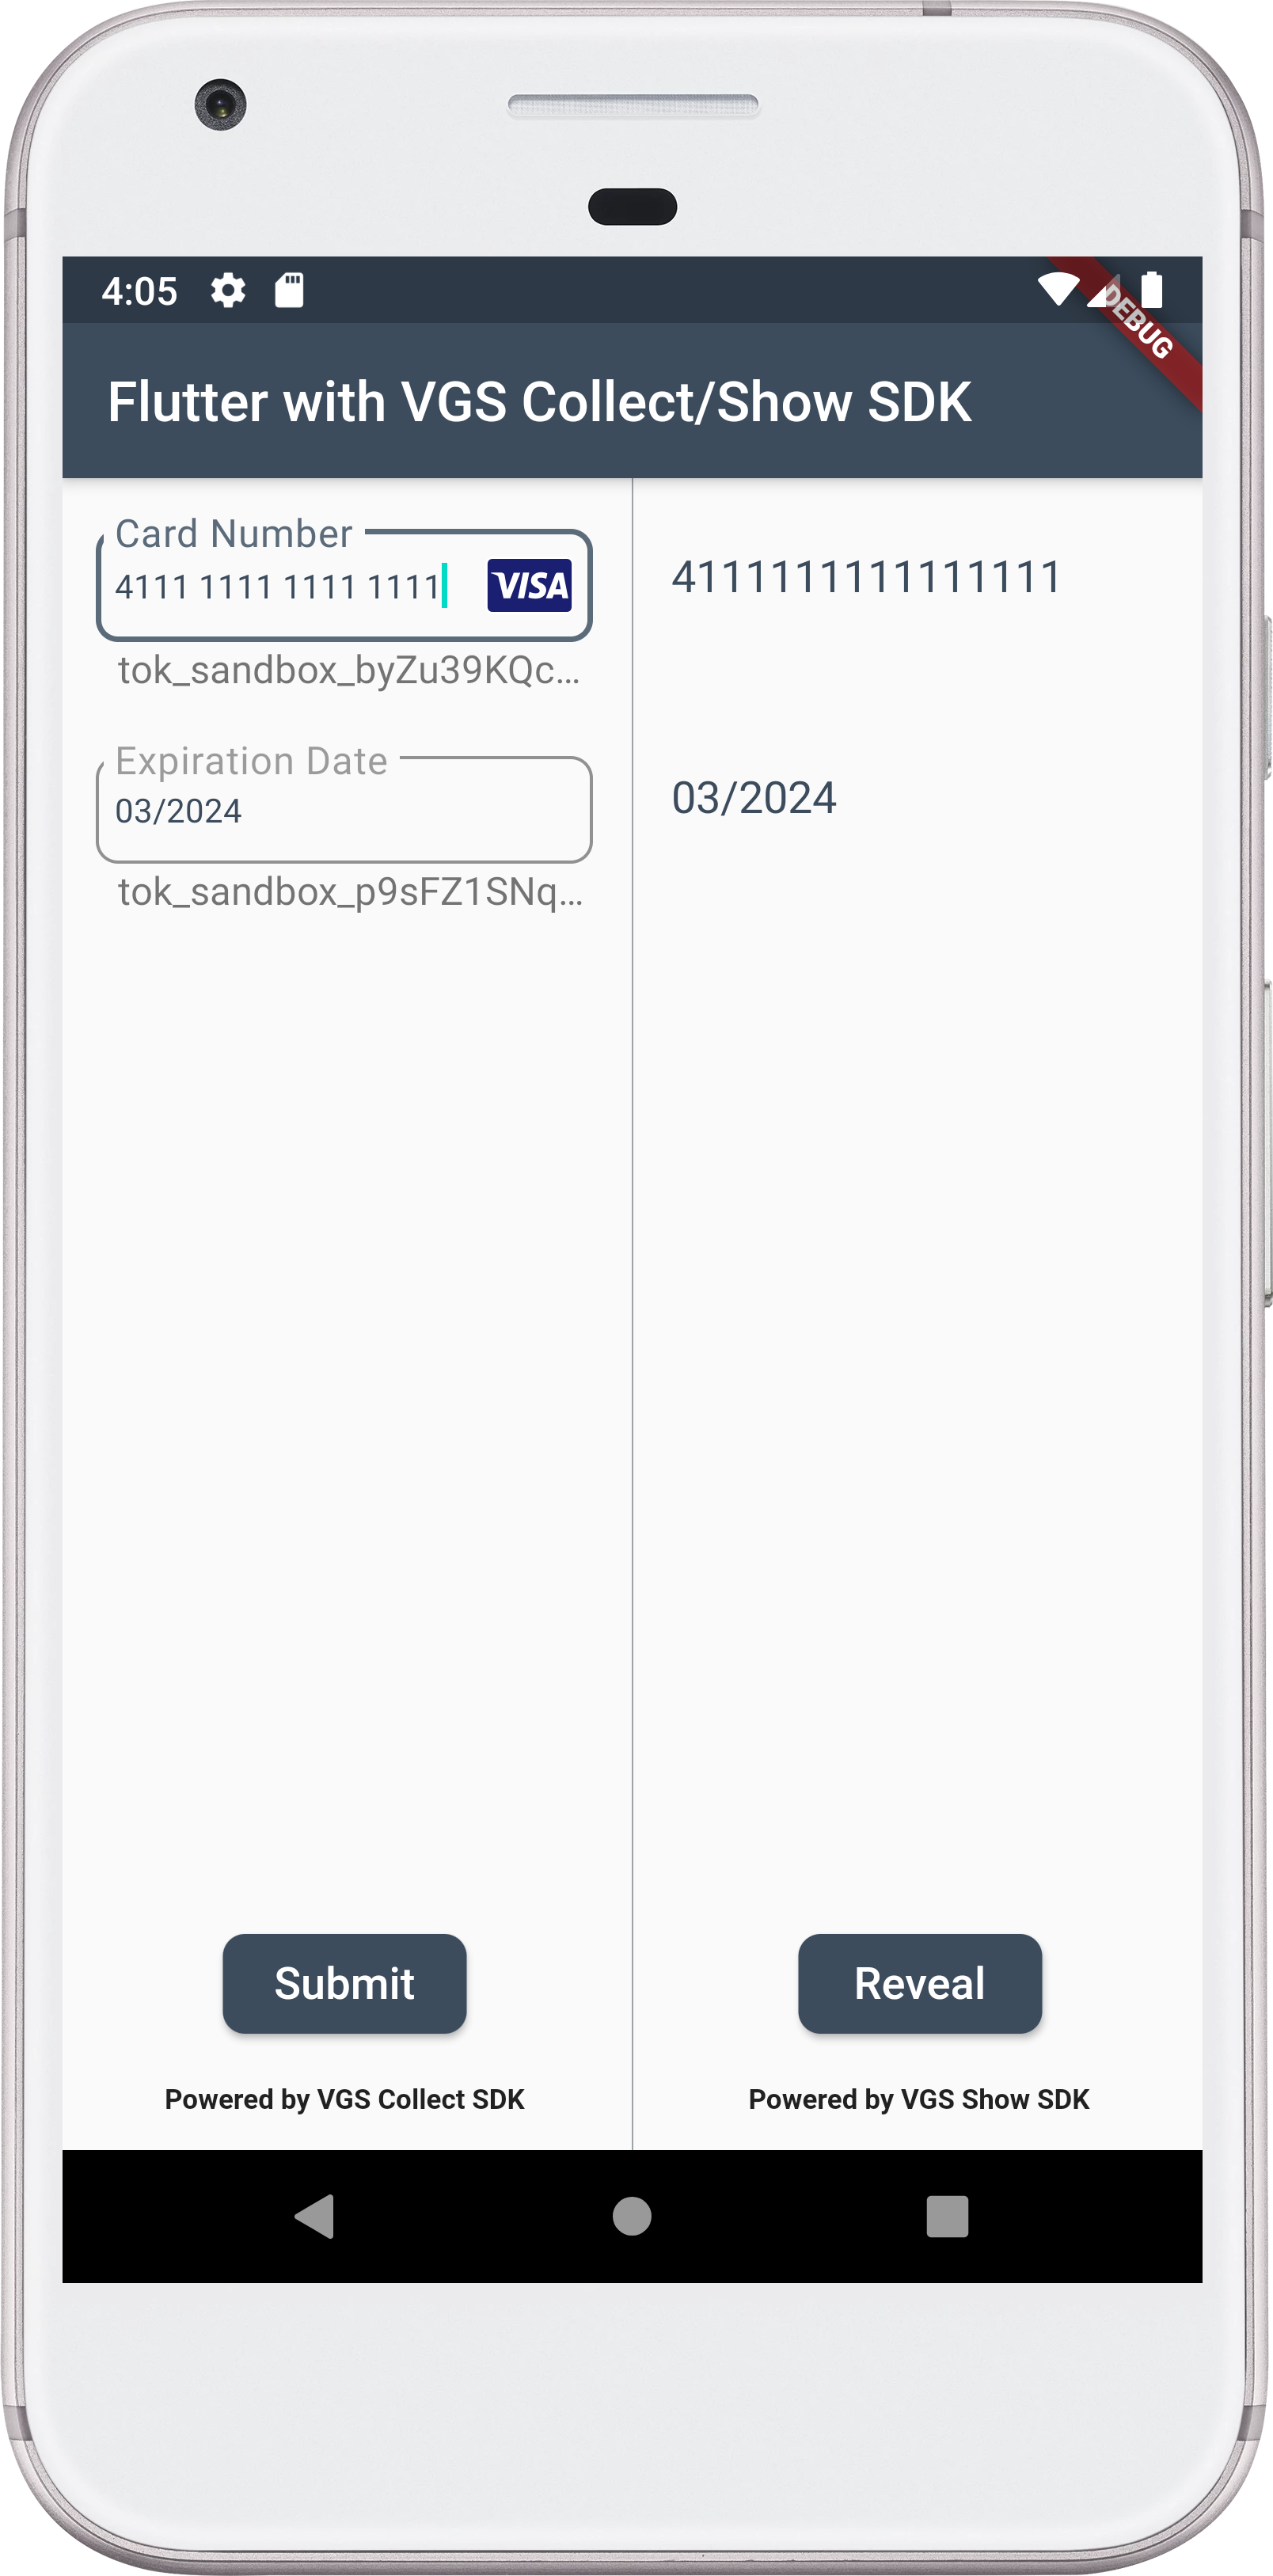 4:05
DEBUG
Flutter with VGS Collect/Show SDK
Card Number
4111 1111 1111 1111
VISA
tok_sandbox_byZu39KQc...
Expiration Date
03/2024
tok_sandbox_p9sFZ1SNq...
4111111111111111
03/2024
Submit
Powered by VGS Collect SDK
Reveal
Powered by VGS Show SDK